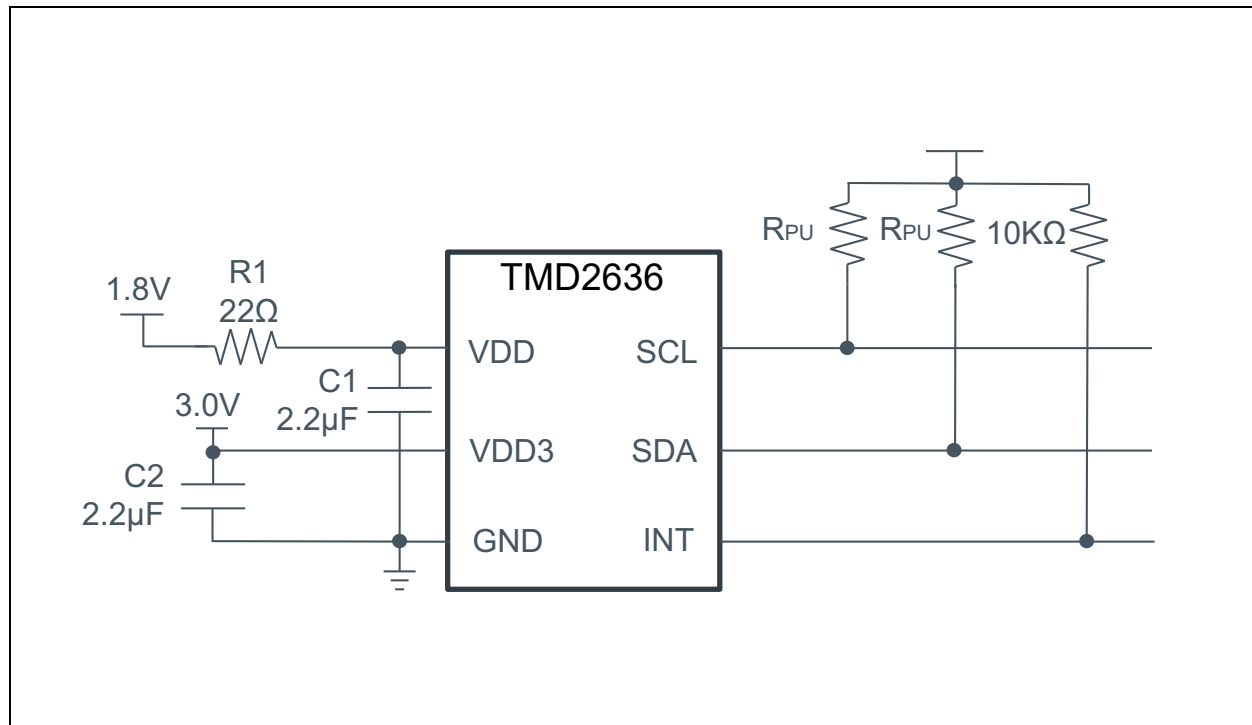 TMD2636
RPU
RPU
10KΩ
1.8V
R1
22Ω
VDD
SCL
C1
2.2µF
3.0V
VDD3
SDA
C2
2.2µF
GND
INT